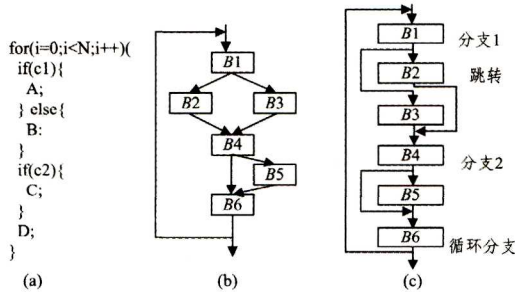 for(i=0;i<N;i++)(
if(c1){
A;
} else{
B:
}
if(c2){
C;
}
D;
}
(a)
B1
B2
B3
B4
B5
B6
(b)
B1
分支1
B2
跳转
B3
B4
分支2
B5
B6
循环分支
(c)